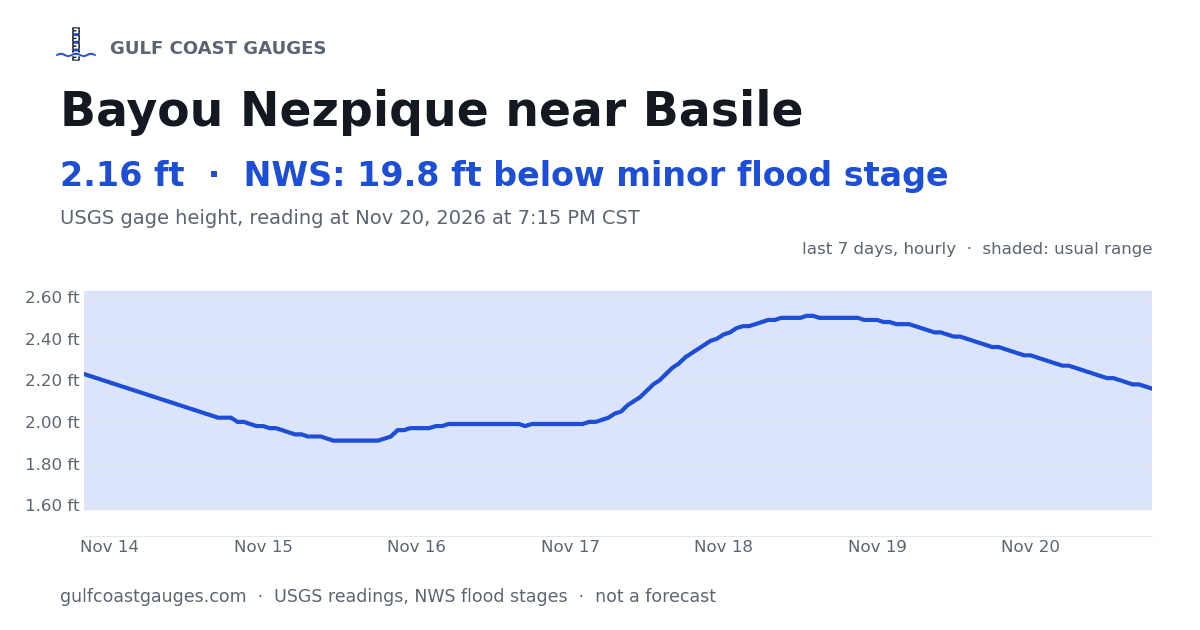 GULF COAST GAUGES
Bayou Nezpique near Basile
2.16 ft · NWS: 19.8 ft below minor flood stage
USGS gage height, reading at Nov 20, 2026 at 7:15 PM CST
last 7 days, hourly · shaded: usual range
2.60 ft
2.40 ft
2.20 ft
2.00 ft
1.80 ft
1.60 ft
Nov 14 Nov 15 Nov 16 Nov 17 Nov 18 Nov 19 Nov 20
gulfcoastgauges.com · USGS readings, NWS flood stages · not a forecast